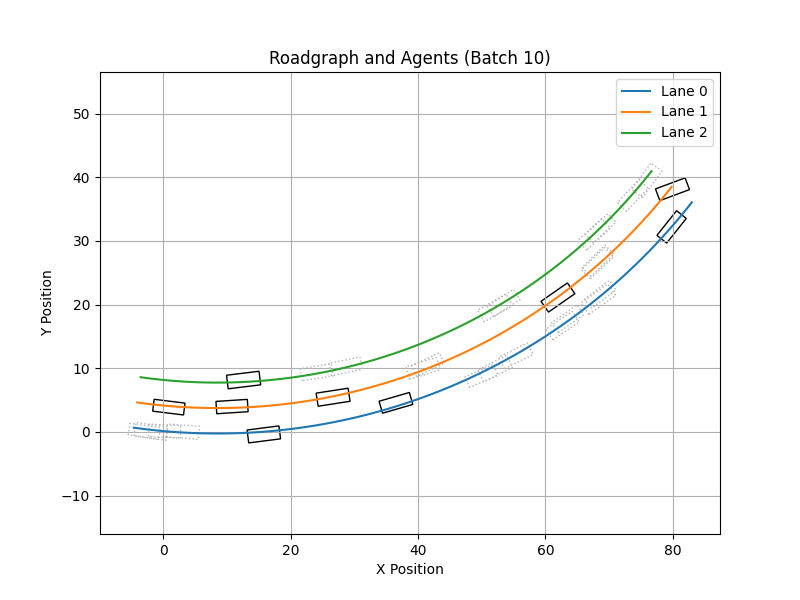 Roadgraph and Agents (Batch 10)
Lane 0
Lane 1
Lane 2
50
40
30
20
10
0
−10
Y Position
0
20
40
60
80
X Position